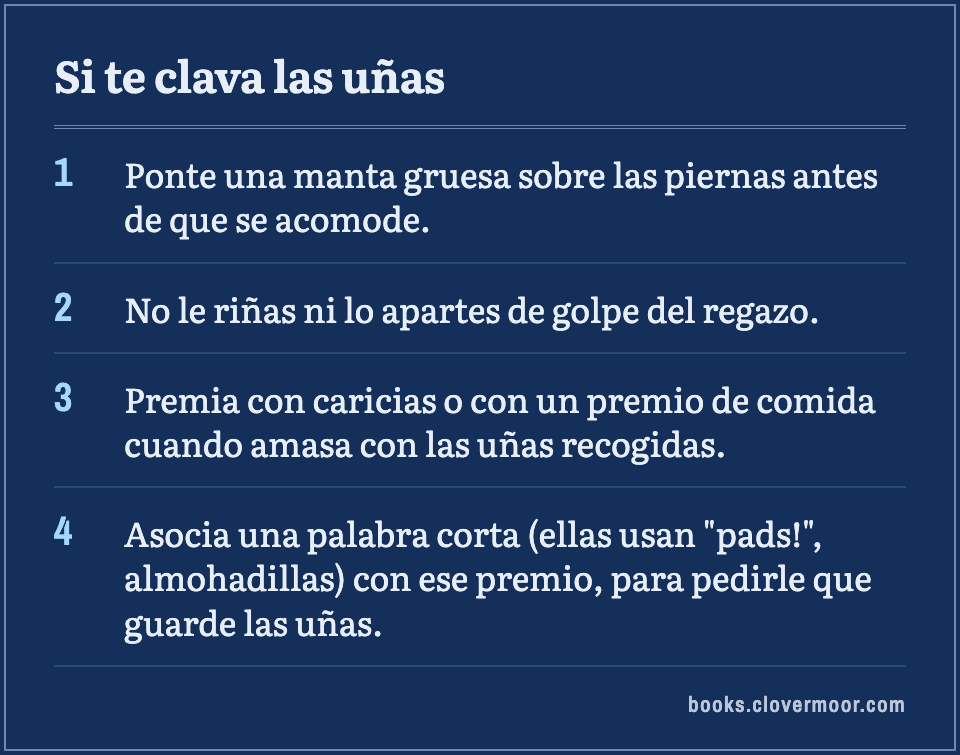 Si te clava las uñas
1 Ponte una manta gruesa sobre las piernas antes
de que se acomode.
2 No le riñas ni lo apartes de golpe del regazo.
3 Premia con caricias o con un premio de comida
cuando amasa con las uñas recogidas.
4 Asocia una palabra corta (ellas usan "pads!",
almohadillas) con ese premio, para pedirle que
guarde las uñas.
books.clovermoor.com